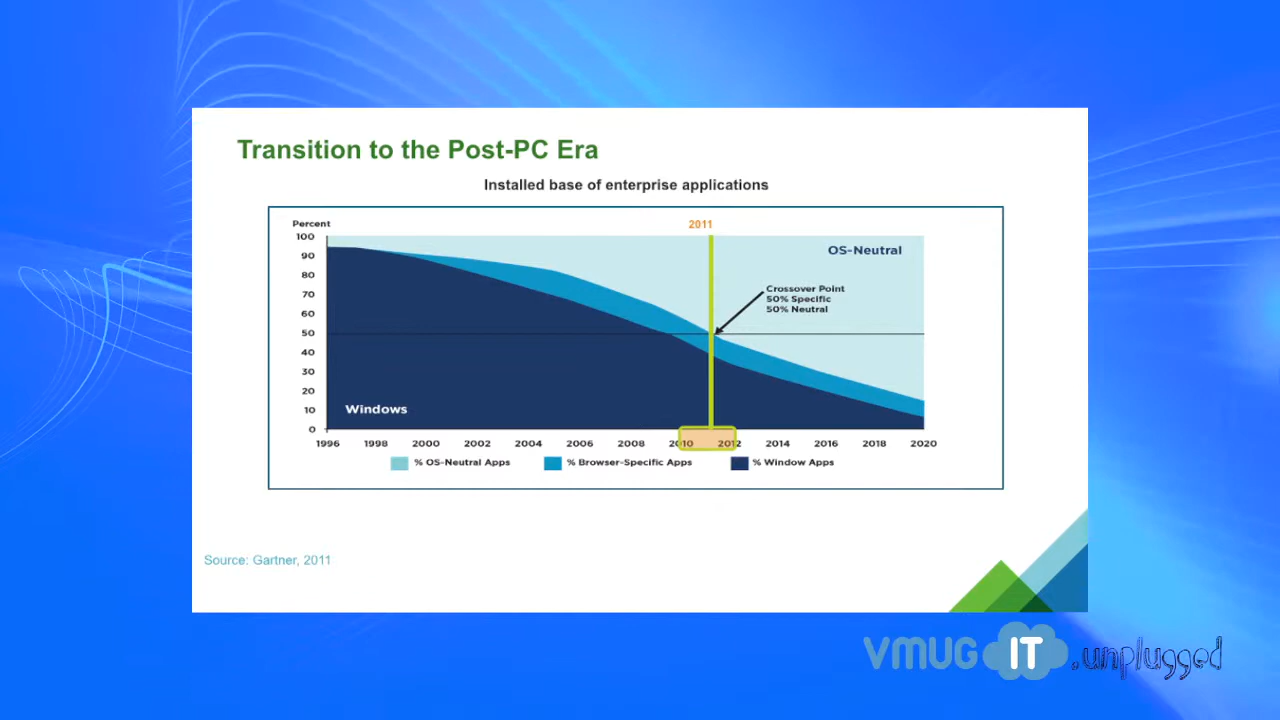 Transition to the Post-PC Era
Installed base of enterprise applications
Percent
2011
100
90
80
70
60
50
40
30
20
10
0
OS-Neutral
Crossover Point
50% Specific
50% Neutral
Windows
1996 1998 2000 2002 2004 2006 2008 2010 2012 2014 2016 2018 2020
% OS-Neutral Apps % Browser-Specific Apps % Window Apps
Source: Gartner, 2011
VMUG IT .unplugged